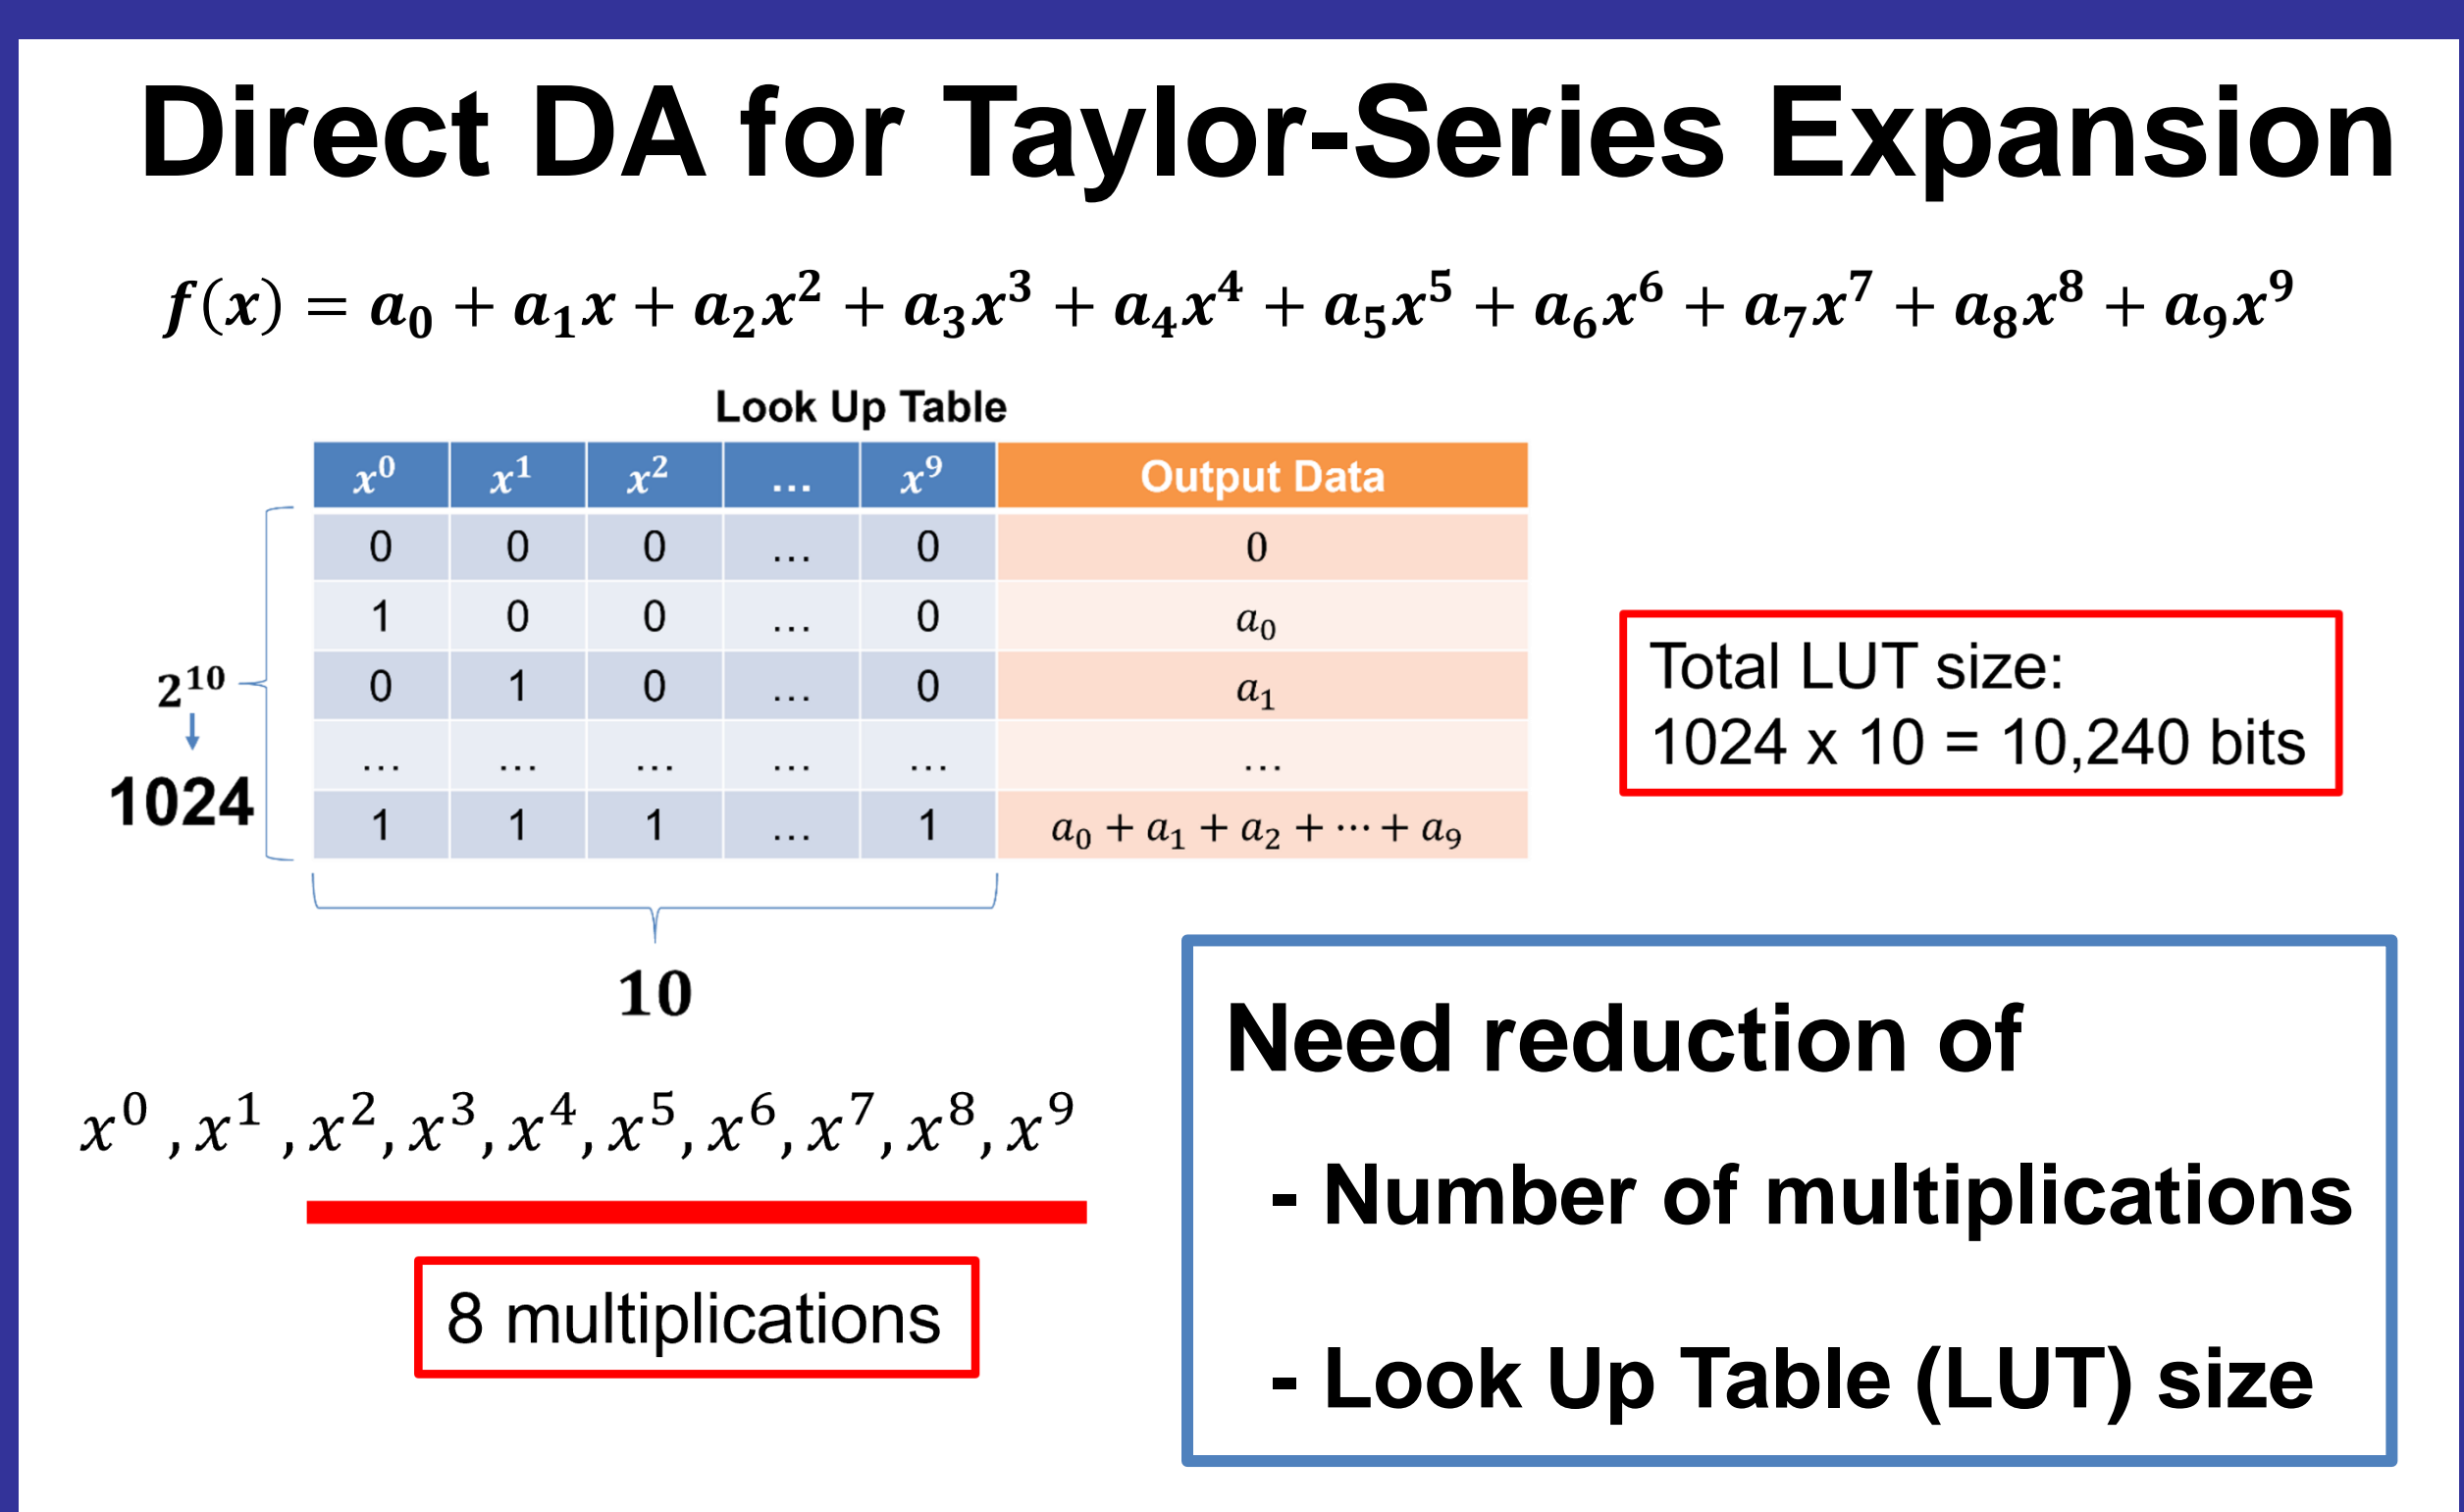 Direct DA for Taylor-Series Expansion
f(x) = a₀ + a₁x + a₂x² + a₃x³ + a₄x⁴ + a₅x⁵ + a₆x⁶ + a₇x⁷ + a₈x⁸ + a₉x⁹
Look Up Table
x⁰ x¹ x² ... x⁹ Output Data
0 0 0 ... 0 0
1 0 0 ... 0 a₀
0 1 0 ... 0 a₁
... ... ... ... ... ...
1 1 1 ... 1 a₀ + a₁ + a₂ + ⋯ + a₉
2¹⁰
1024
10
Total LUT size:
1024 x 10 = 10,240 bits
x⁰ , x¹ , x², x³, x⁴, x⁵, x⁶, x⁷, x⁸, x⁹
8 multiplications
Need reduction of
- Number of multiplications
- Look Up Table (LUT) size